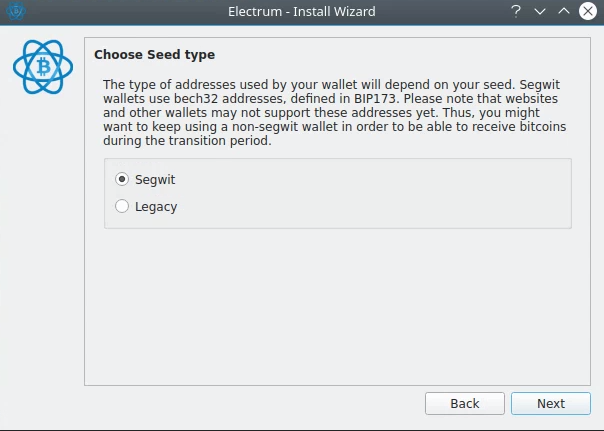 Electrum - Install Wizard
Choose Seed type
The type of addresses used by your wallet will depend on your seed. Segwit
wallets use bech32 addresses, defined in BIP173. Please note that websites
and other wallets may not support these addresses yet. Thus, you might
want to keep using a non-segwit wallet in order to be able to receive bitcoins
during the transition period.
Segwit
Legacy
Back
Next